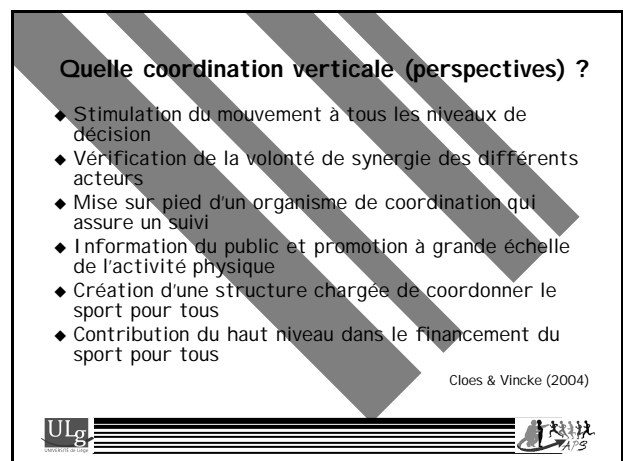 Quelle coordination verticale (perspectives) ?
◆ Stimulation du mouvement à tous les niveaux de
décision
◆ Vérification de la volonté de synergie des différents
acteurs
◆ Mise sur pied d'un organisme de coordination qui
assure un suivi
◆ Information du public et promotion à grande échelle
de l'activité physique
◆ Création d'une structure chargée de coordonner le
sport pour tous
◆ Contribution du haut niveau dans le financement du
sport pour tous
Cloes & Vincke (2004)
ULg
UNIVERSITÉ de Liège
APS